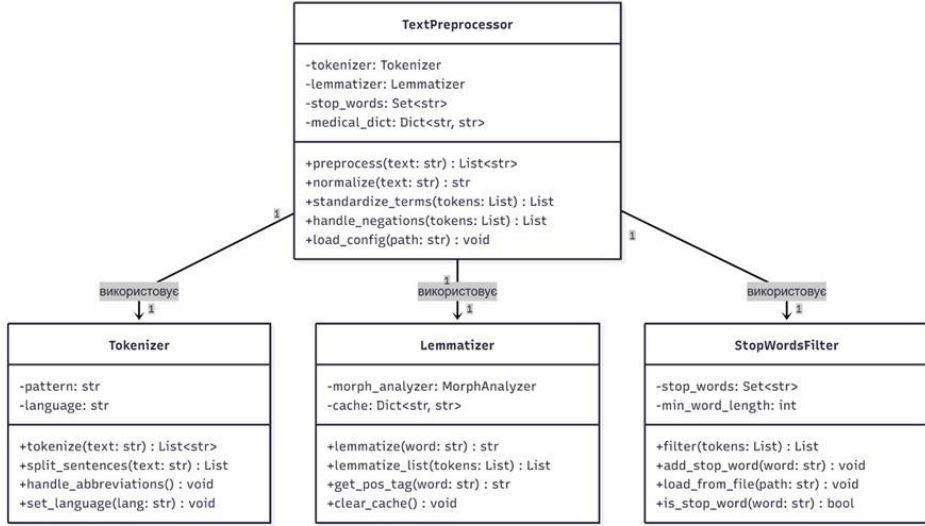 TextPreprocessor
-tokenizer: Tokenizer
-lemmatizer: Lemmatizer
-stop_words: Set<str>
-medical_dict: Dict<str, str>
+preprocess(text: str) : List<str>
+normalize(text: str) : str
+standardize_terms(tokens: List) : List
+handle_negations(tokens: List) : List
+load_config(path: str) : void
1
1
1
використовує
використовує
використовує
1
1
1
Tokenizer
-pattern: str
-language: str
+tokenize(text: str) : List<str>
+split_sentences(text: str) : List
+handle_abbreviations() : void
+set_language(lang: str) : void
Lemmatizer
-morph_analyzer: MorphAnalyzer
-cache: Dict<str, str>
+lemmatize(word: str) : str
+lemmatize_list(tokens: List) : List
+get_pos_tag(word: str) : str
+clear_cache() : void
StopWordsFilter
-stop_words: Set<str>
-min_word_length: int
+filter(tokens: List) : List
+add_stop_word(word: str) : void
+load_from_file(path: str) : void
+is_stop_word(word: str) : bool